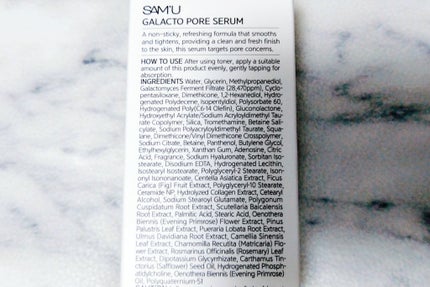 SAM'U
GALACTO PORE SERUM
A non-sticky, refreshing formula that smooths
and tightens, providing a clean and fresh finish
to the skin, this serum targets pore concerns.
HOW TO USE After using toner, apply a suitable
amount of this product evenly, gently tapping for
absorption.
INGREDIENTS Water, Glycerin, Methylpropanediol,
Galactomyces Ferment Filtrate (28,470ppm), Cyclo-
pentasiloxane, Dimethicone, 1,2-Hexanediol, Hydro-
genated Polydecene, Isopentyldiol, Polysorbate 60,
Hydrogenated Poly(C6-14 Olefin), Gluconolactone,
Hydroxyethyl Acrylate/Sodium Acryloyldimethyl Tau-
rate Copolymer, Silica, Tromethamine, Betaine Sali-
cylate, Sodium Polyacryloyldimethyl Taurate, Squa-
lane, Dimethicone/Vinyl Dimethicone Crosspolymer,
Sodium Citrate, Betaine, Panthenol, Butylene Glycol,
Ethylhexylglycerin, Xanthan Gum, Adenosine, Citric
Acid, Fragrance, Sodium Hyaluronate, Sorbitan Iso-
stearate, Disodium EDTA, Hydrogenated Lecithin,
Isostearyl Isostearate, Polyglyceryl-2 Stearate, Ison-
onyl Isononanoate, Centella Asiatica Extract, Ficus
Carica (Fig) Fruit Extract, Polyglyceryl-10 Stearate,
Ceramide NP, Hydrolyzed Collagen Extract, Cetearyl
Alcohol, Sodium Stearoyl Glutamate, Polygonum
Cuspidatum Root Extract, Scutellaria Baicalensis
Root Extract, Palmitic Acid, Stearic Acid, Oenothera
Biennis (Evening Primrose) Flower Extract, Pinus
Palustris Leaf Extract, Pueraria Lobata Root Extract,
Ulmus Davidiana Root Extract, Camellia Sinensis
Leaf Extract, Chamomilla Recutita (Matricaria) Flo-
wer Extract, Rosmarinus Officinalis (Rosemary) Leaf
Extract, Dipotassium Glycyrrhizate, Carthamus Tin-
ctorius (Safflower) Seed Oil, Hydrogenated Phosph-
atidylcholine, Oenothera Biennis (Evening Primrose)
Oil, Polyquaternium-51